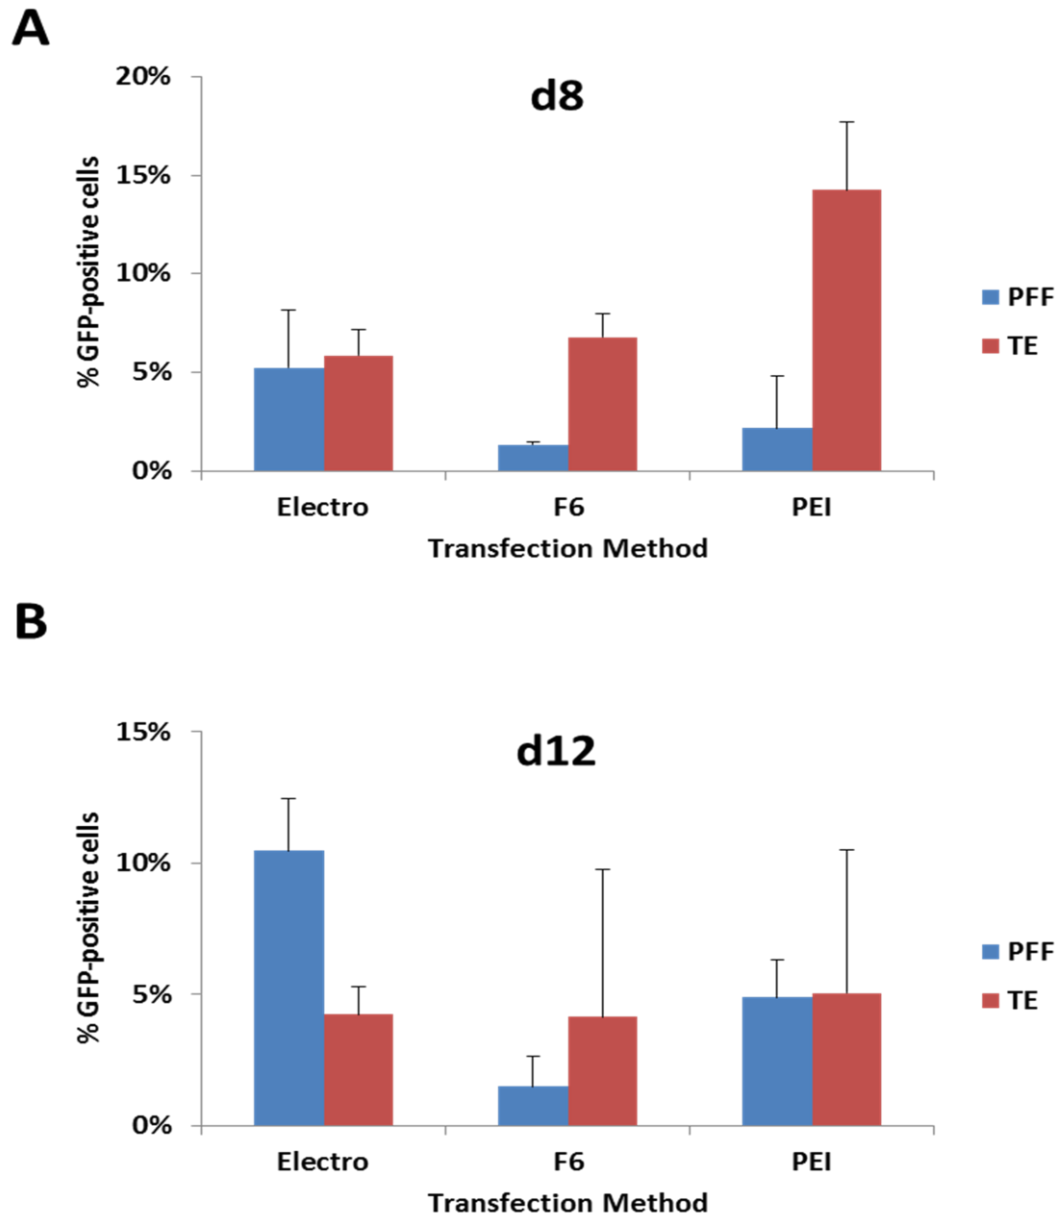 A
d8
20%
15%
10%
5%
0%
% GFP-positive cells
Electro F6 PEI
Transfection Method
PFF
TE
B
d12
15%
10%
5%
0%
% GFP-positive cells
Electro F6 PEI
Transfection Method
PFF
TE